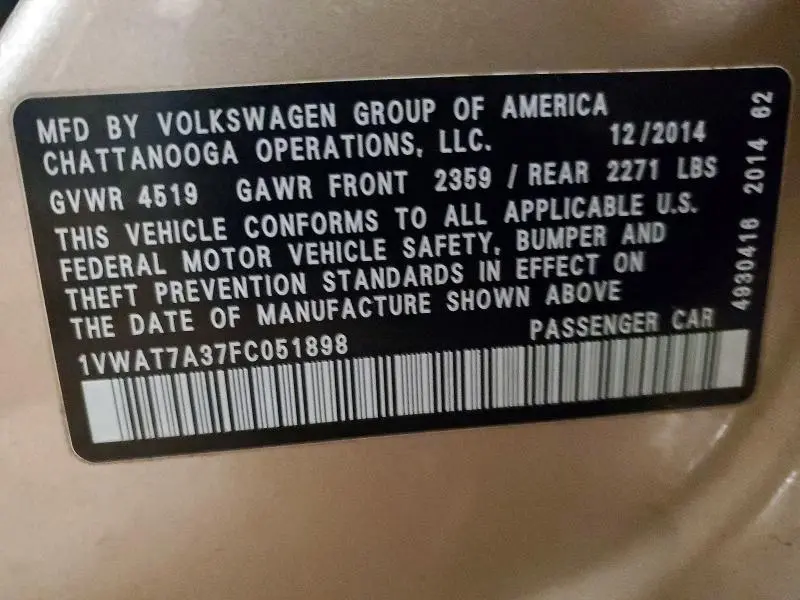 MFD BY VOLKSWAGEN GROUP OF AMERICA
CHATTANOOGA OPERATIONS, LLC. 12/2014
GVWR 4519 GAWR FRONT 2359 / REAR 2271 LBS
THIS VEHICLE CONFORMS TO ALL APPLICABLE U.S.
FEDERAL MOTOR VEHICLE SAFETY, BUMPER AND
THEFT PREVENTION STANDARDS IN EFFECT ON
THE DATE OF MANUFACTURE SHOWN ABOVE
1VWAT7A37FC051898 PASSENGER CAR
4930416 2014 62